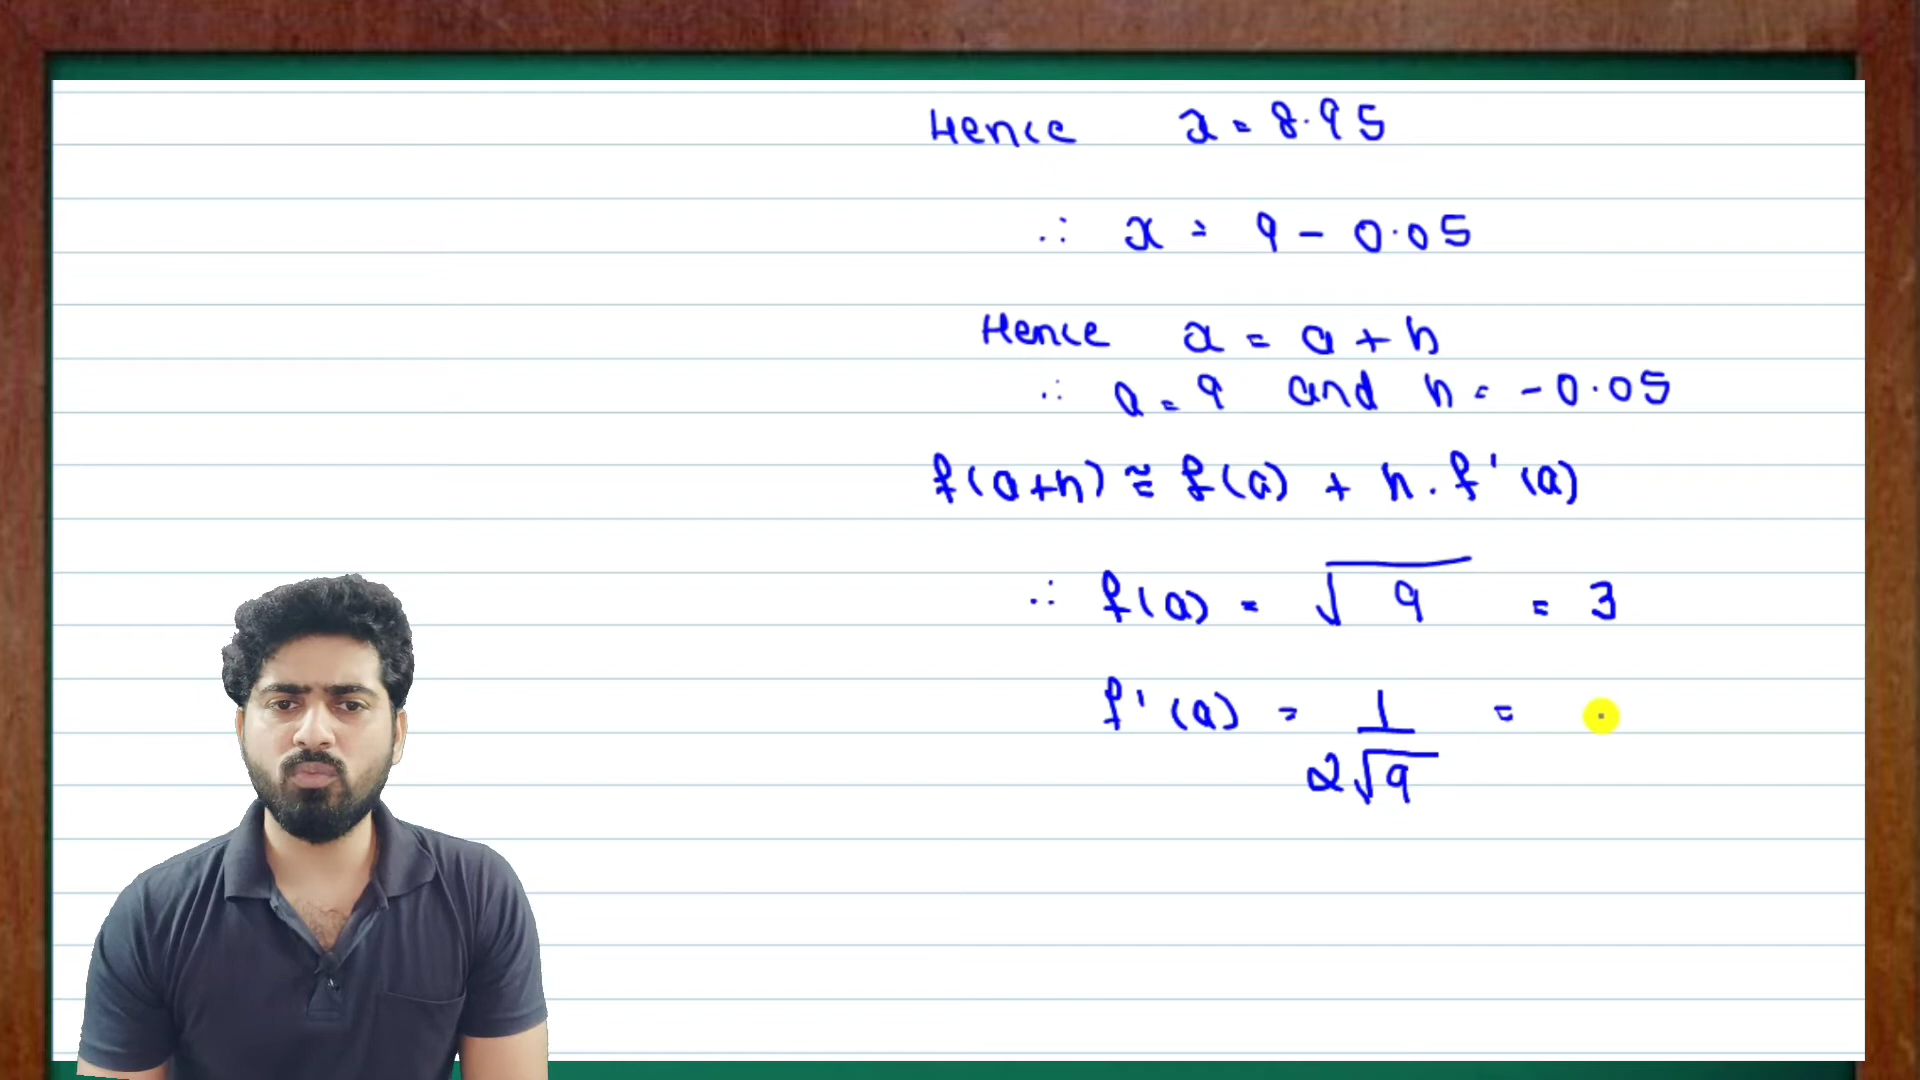 Hence x = 8.95
∴ x = 9 - 0.05
Hence x = a + h
∴ a = 9 and h = -0.05
f(a+h) ≅ f(a) + h . f'(a)
∴ f(a) = √9 = 3
f'(a) = 1/2√9 =